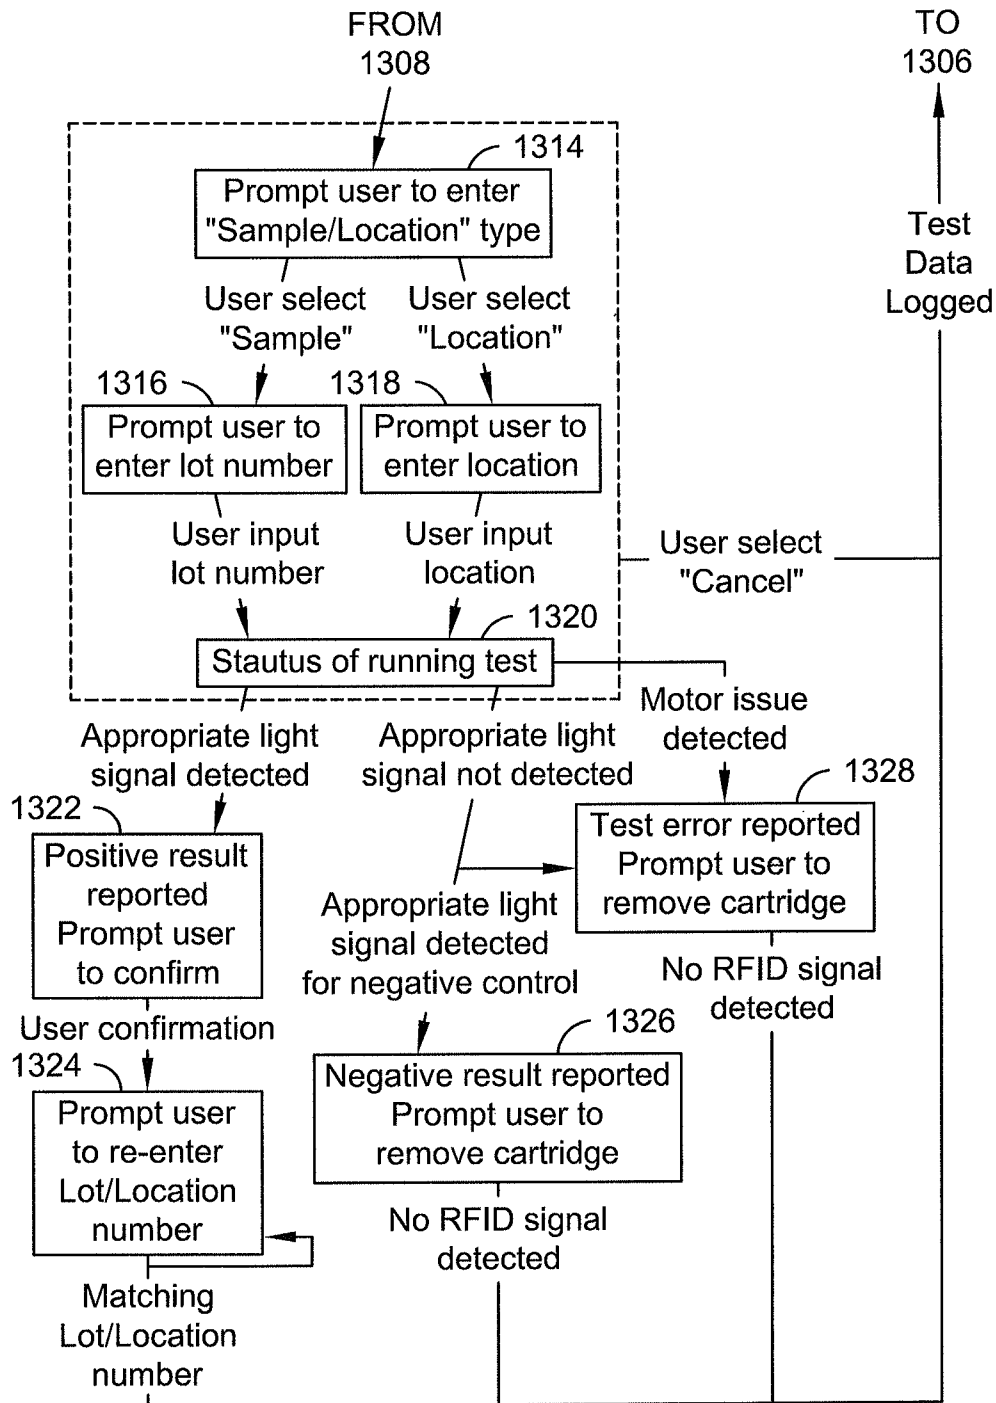 FROM
1308
TO
1306
1314
Prompt user to enter
"Sample/Location" type
Test
Data
Logged
User select
"Sample"
User select
"Location"
1316
1318
Prompt user to
enter lot number
Prompt user to
enter location
User input
lot number
User input
location
User select
"Cancel"
1320
Stautus of running test
Appropriate light
signal detected
Appropriate light
signal not detected
Motor issue
detected
1322
1328
Positive result
reported
Prompt user
to confirm
Test error reported
Prompt user to
remove cartridge
Appropriate light
signal detected
for negative control
No RFID signal
detected
User confirmation
1324
1326
Prompt user
to re-enter
Lot/Location
number
Negative result reported
Prompt user to
remove cartridge
No RFID signal
detected
Matching
Lot/Location
number